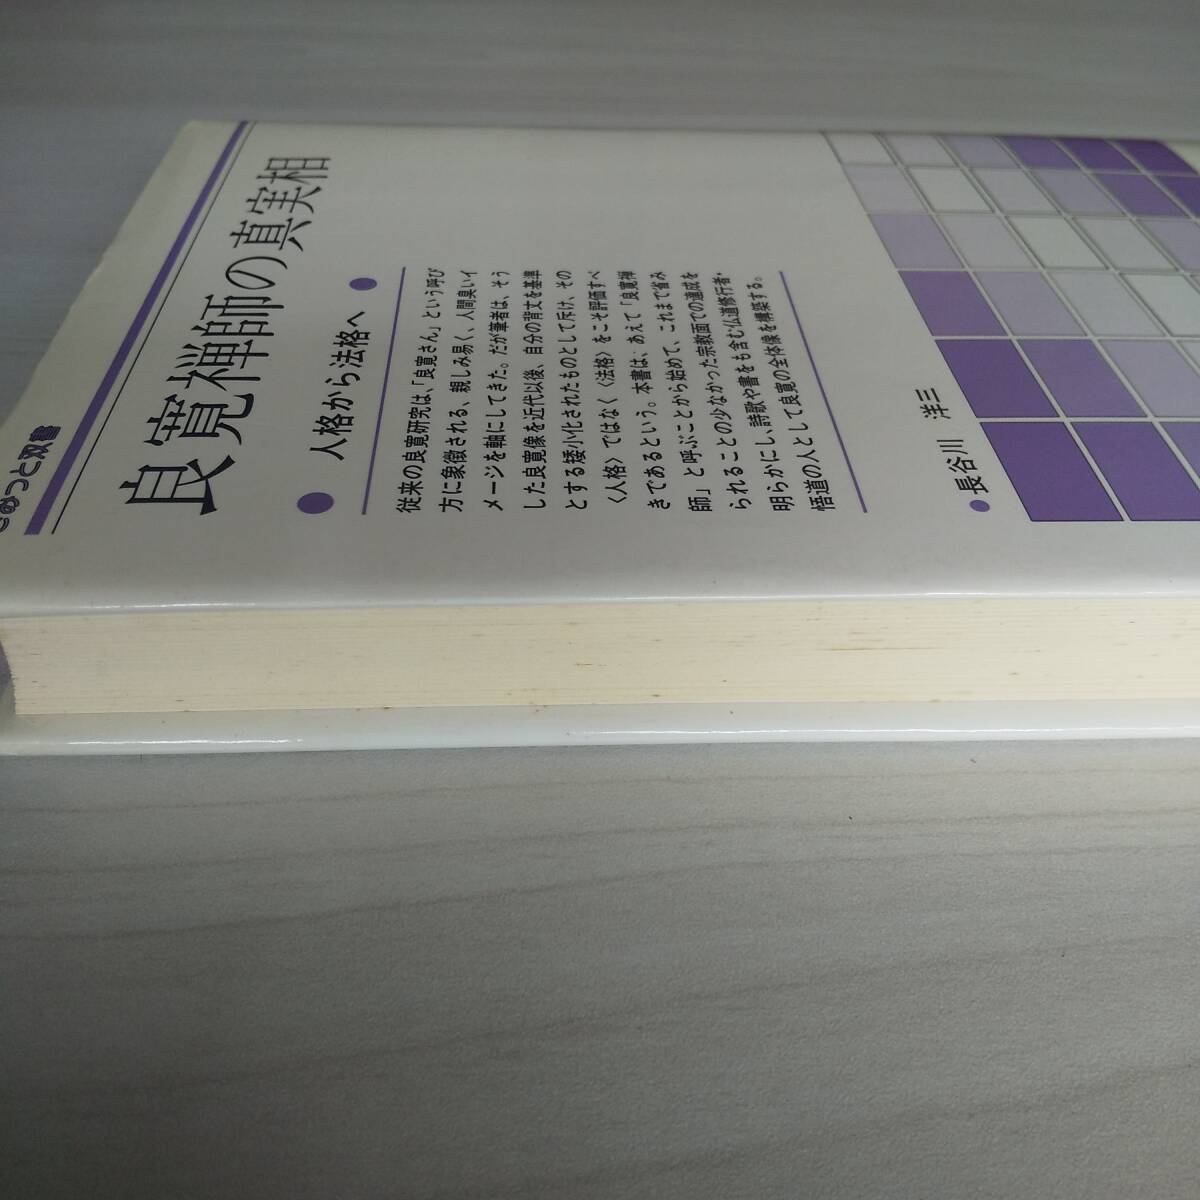 めっと双書
良寛禅師の真実相
人格から法格へ
従来の良寛研究は、「良寛さん」という呼び
方に象徴される、親しみ易く、人間臭いイ
メージを軸にしてきた。だが筆者は、そう
した良寛像を近代以後、自分の背丈を基準
とする矮小化されたものとして斥け、その
〈人格〉ではなく〈法格〉をこそ評価すべ
きであるという。本書は、あえて「良寛禅
師」と呼ぶことから始めて、これまで省み
られることの少なかった宗教面での達成を
明らかにし、詩歌や書をも含む仏道修行者・
悟道の人として良寛の全体像を構築する。
長谷川 洋三